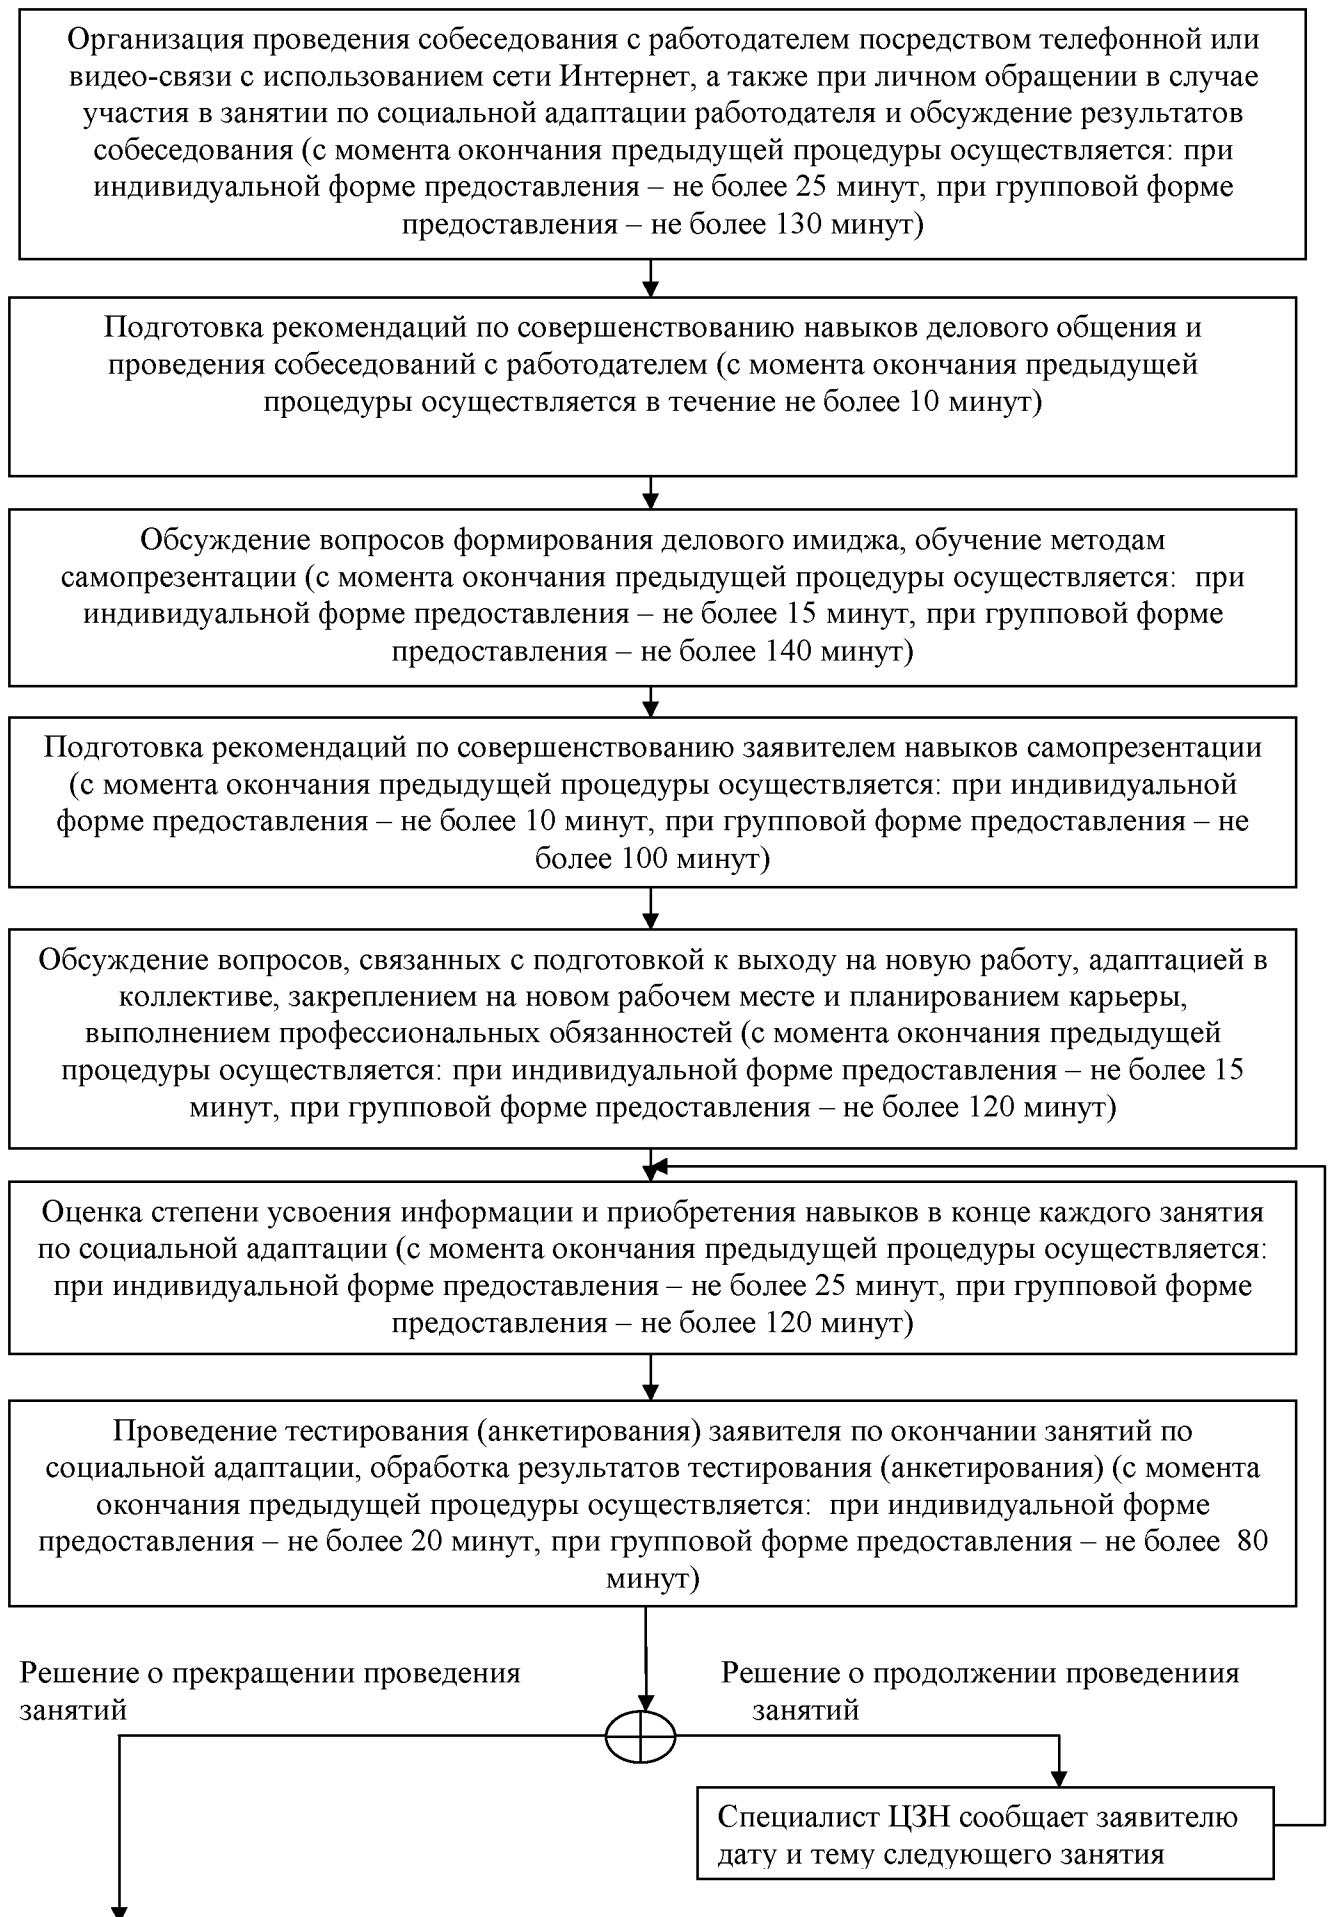 Организация проведения собеседования с работодателем посредством телефонной или
видео-связи с использованием сети Интернет, а также при личном обращении в случае
участия в занятии по социальной адаптации работодателя и обсуждение результатов
собеседования (с момента окончания предыдущей процедуры осуществляется: при
индивидуальной форме предоставления – не более 25 минут, при групповой форме
предоставления – не более 130 минут)
Подготовка рекомендаций по совершенствованию навыков делового общения и
проведения собеседований с работодателем (с момента окончания предыдущей
процедуры осуществляется в течение не более 10 минут)
Обсуждение вопросов формирования делового имиджа, обучение методам
самопрезентации (с момента окончания предыдущей процедуры осуществляется: при
индивидуальной форме предоставления – не более 15 минут, при групповой форме
предоставления – не более 140 минут)
Подготовка рекомендаций по совершенствованию заявителем навыков самопрезентации
(с момента окончания предыдущей процедуры осуществляется: при индивидуальной
форме предоставления – не более 10 минут, при групповой форме предоставления – не
более 100 минут)
Обсуждение вопросов, связанных с подготовкой к выходу на новую работу, адаптацией в
коллективе, закреплением на новом рабочем месте и планированием карьеры,
выполнением профессиональных обязанностей (с момента окончания предыдущей
процедуры осуществляется: при индивидуальной форме предоставления – не более 15
минут, при групповой форме предоставления – не более 120 минут)
Оценка степени усвоения информации и приобретения навыков в конце каждого занятия
по социальной адаптации (с момента окончания предыдущей процедуры осуществляется:
при индивидуальной форме предоставления – не более 25 минут, при групповой форме
предоставления – не более 120 минут)
Проведение тестирования (анкетирования) заявителя по окончании занятий по
социальной адаптации, обработка результатов тестирования (анкетирования) (с момента
окончания предыдущей процедуры осуществляется: при индивидуальной форме
предоставления – не более 20 минут, при групповой форме предоставления – не более 80
минут)
Решение о прекращении проведения
занятий
Решение о продолжении проведениия
занятий
Специалист ЦЗН сообщает заявителю
дату и тему следующего занятия